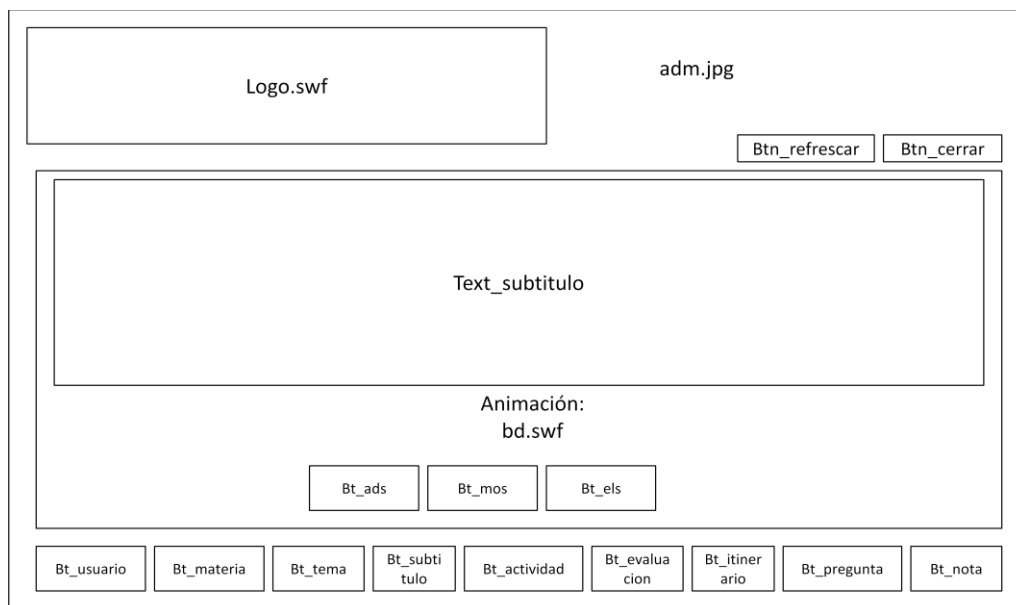 Logo.swf
adm.jpg
Btn_refrescar
Btn_cerrar
Text_subtitulo
Animación:
bd.swf
Bt_ads
Bt_mos
Bt_els
Bt_usuario
Bt_materia
Bt_tema
Bt_subti
tulo
Bt_actividad
Bt_evalua
cion
Bt_itiner
ario
Bt_pregunta
Bt_nota